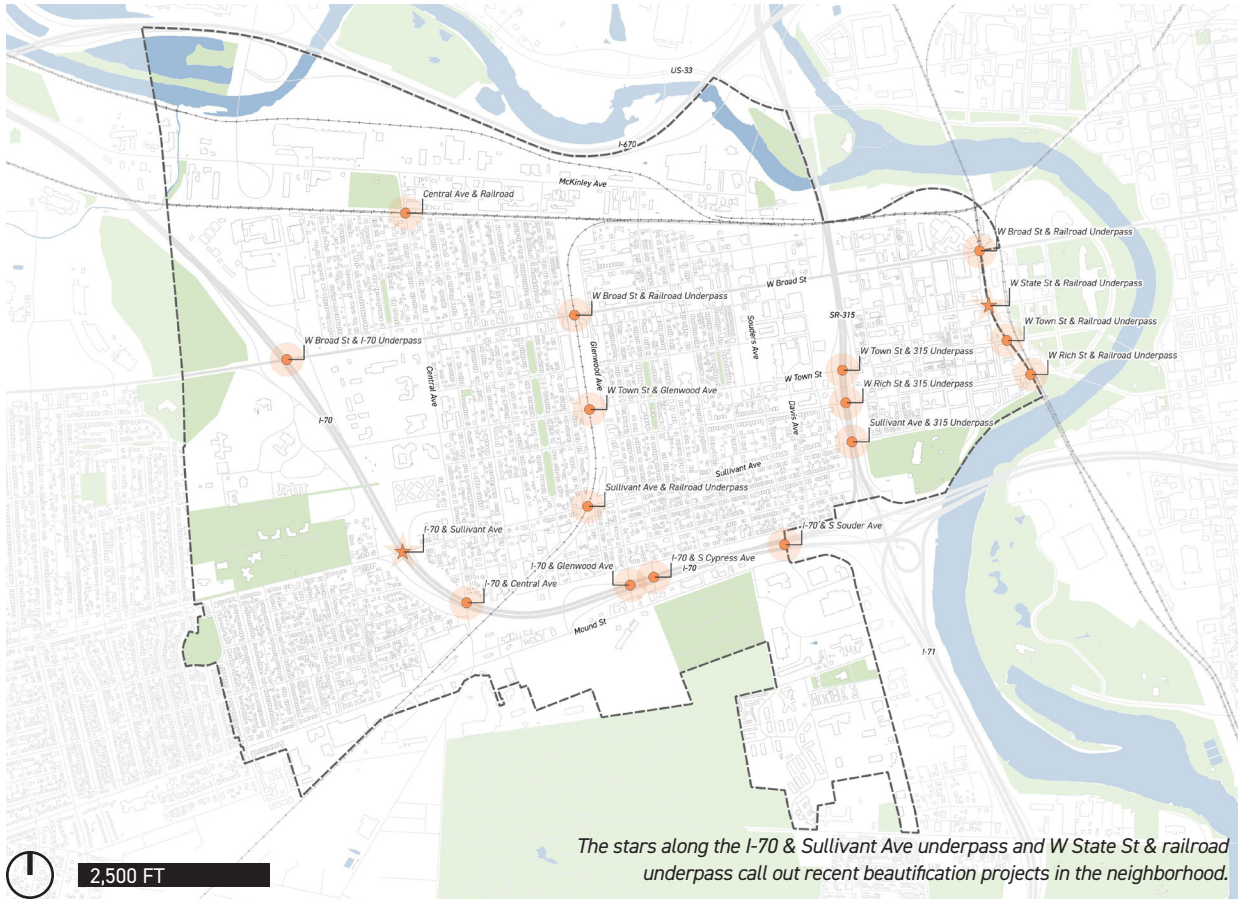 US-33
I-670
McKinley Ave
Central Ave & Railroad
W Broad St & Railroad Underpass
W Broad St
W State St & Railroad Underpass
W Broad St & Railroad Underpass
Souders Ave
SR-315
W Town St & Railroad Underpass
W Broad St & I-70 Underpass
Glenwood Ave
W Town St & 315 Underpass
W Rich St & Railroad Underpass
Central Ave
W Town St
W Town St & Glenwood Ave
W Rich St & 315 Underpass
I-70
Davis Ave
Sullivant Ave & 315 Underpass
Sullivant Ave
Sullivant Ave & Railroad Underpass
I-70 & Sullivant Ave
I-70 & S Souder Ave
I-70 & S Cypress Ave
I-70 & Glenwood Ave
I-70
I-70 & Central Ave
Mound St
I-71
The stars along the I-70 & Sullivant Ave underpass and W State St & railroad
underpass call out recent beautification projects in the neighborhood.
2,500 FT